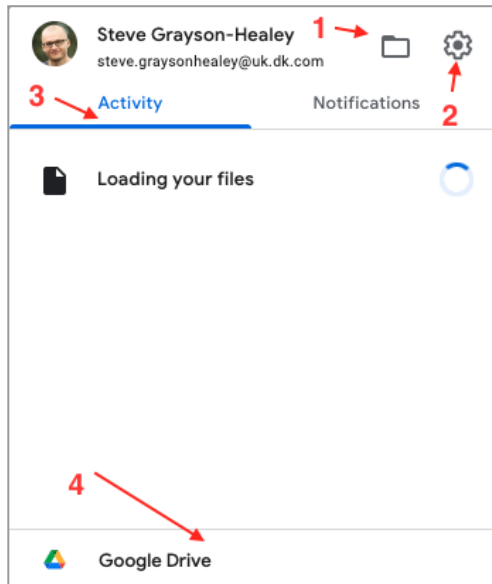 Steve Grayson-Healey
1
steve.graysonhealey@uk.dk.com
3
Activity
Notifications
2
Loading your files
4
Google Drive